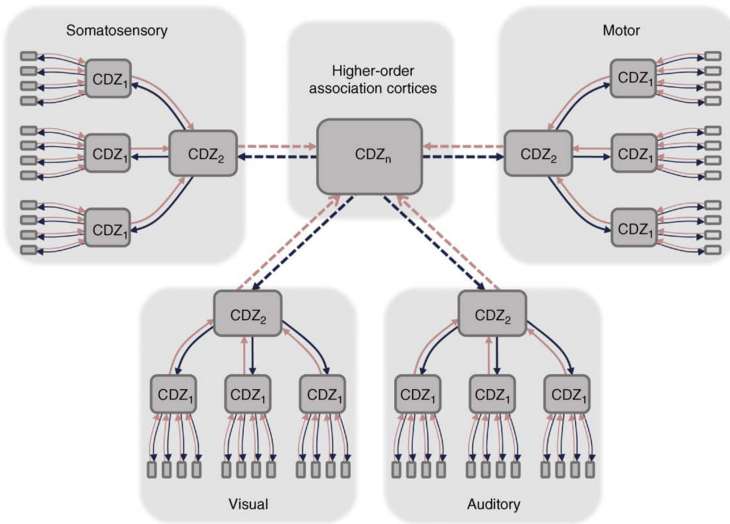 Somatosensory
Motor
Higher-order
association cortices
CDZ₁
CDZ₁
CDZ₁
CDZ₂
CDZₙ
CDZ₂
CDZ₁
CDZ₁
CDZ₁
CDZ₂
CDZ₂
CDZ₁
CDZ₁
CDZ₁
CDZ₁
CDZ₁
CDZ₁
Visual
Auditory